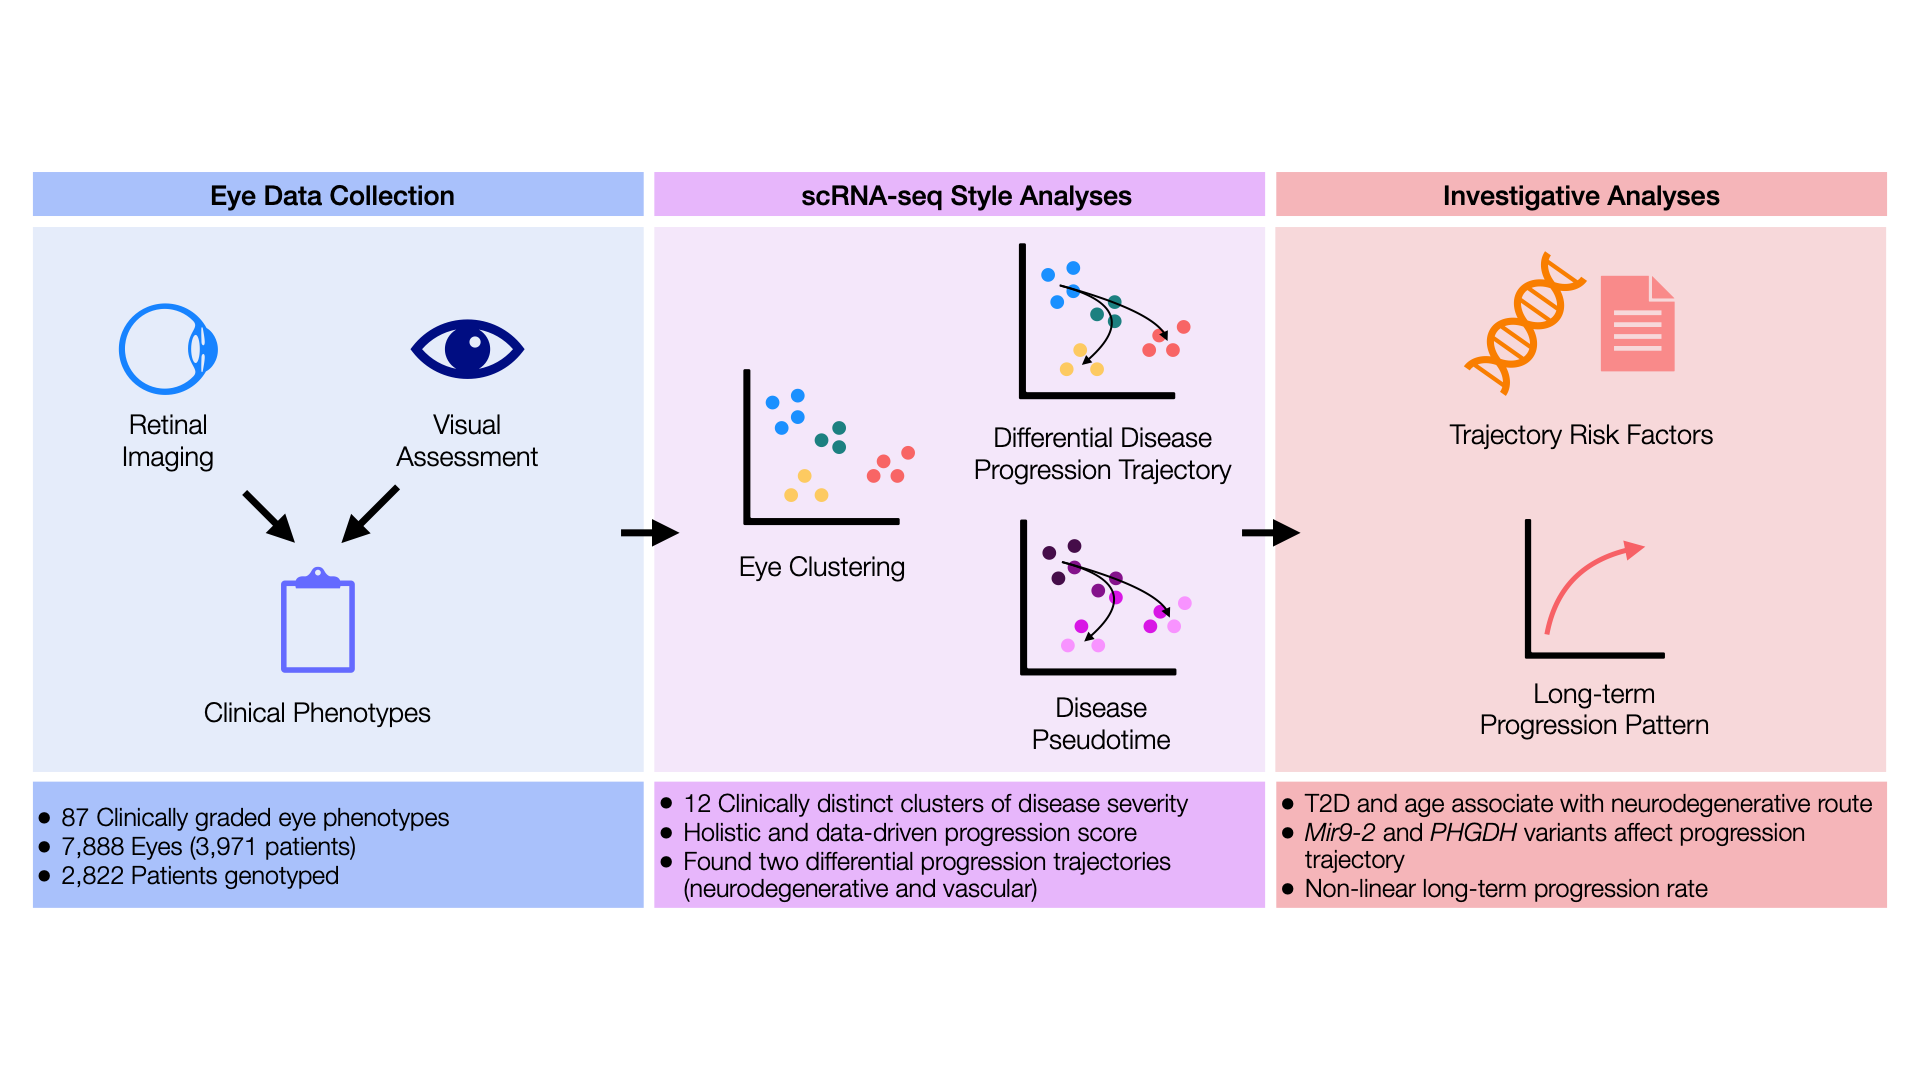 Eye Data Collection
Retinal
Imaging
Visual
Assessment
Clinical Phenotypes
● 87 Clinically graded eye phenotypes
● 7,888 Eyes (3,971 patients)
● 2,822 Patients genotyped
scRNA-seq Style Analyses
Eye Clustering
Differential Disease
Progression Trajectory
Disease
Pseudotime
● 12 Clinically distinct clusters of disease severity
● Holistic and data-driven progression score
● Found two differential progression trajectories
(neurodegenerative and vascular)
Investigative Analyses
Trajectory Risk Factors
Long-term
Progression Pattern
● T2D and age associate with neurodegenerative route
● Mir9-2 and PHGDH variants affect progression
trajectory
● Non-linear long-term progression rate